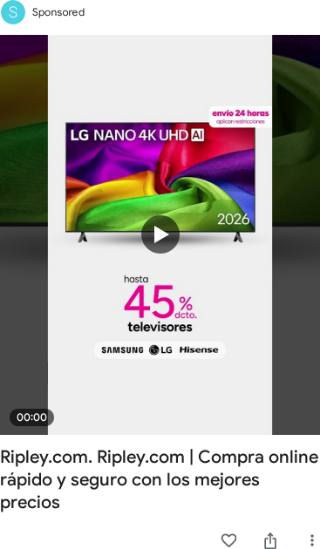 S
Sponsored
envío 24 horas
aplican restricciones
LG NANO 4K UHD AI
2026
hasta
45%
dcto.
televisores
SAMSUNG LG Hisense
00:00
Ripley.com. Ripley.com | Compra online
rápido y seguro con los mejores
precios